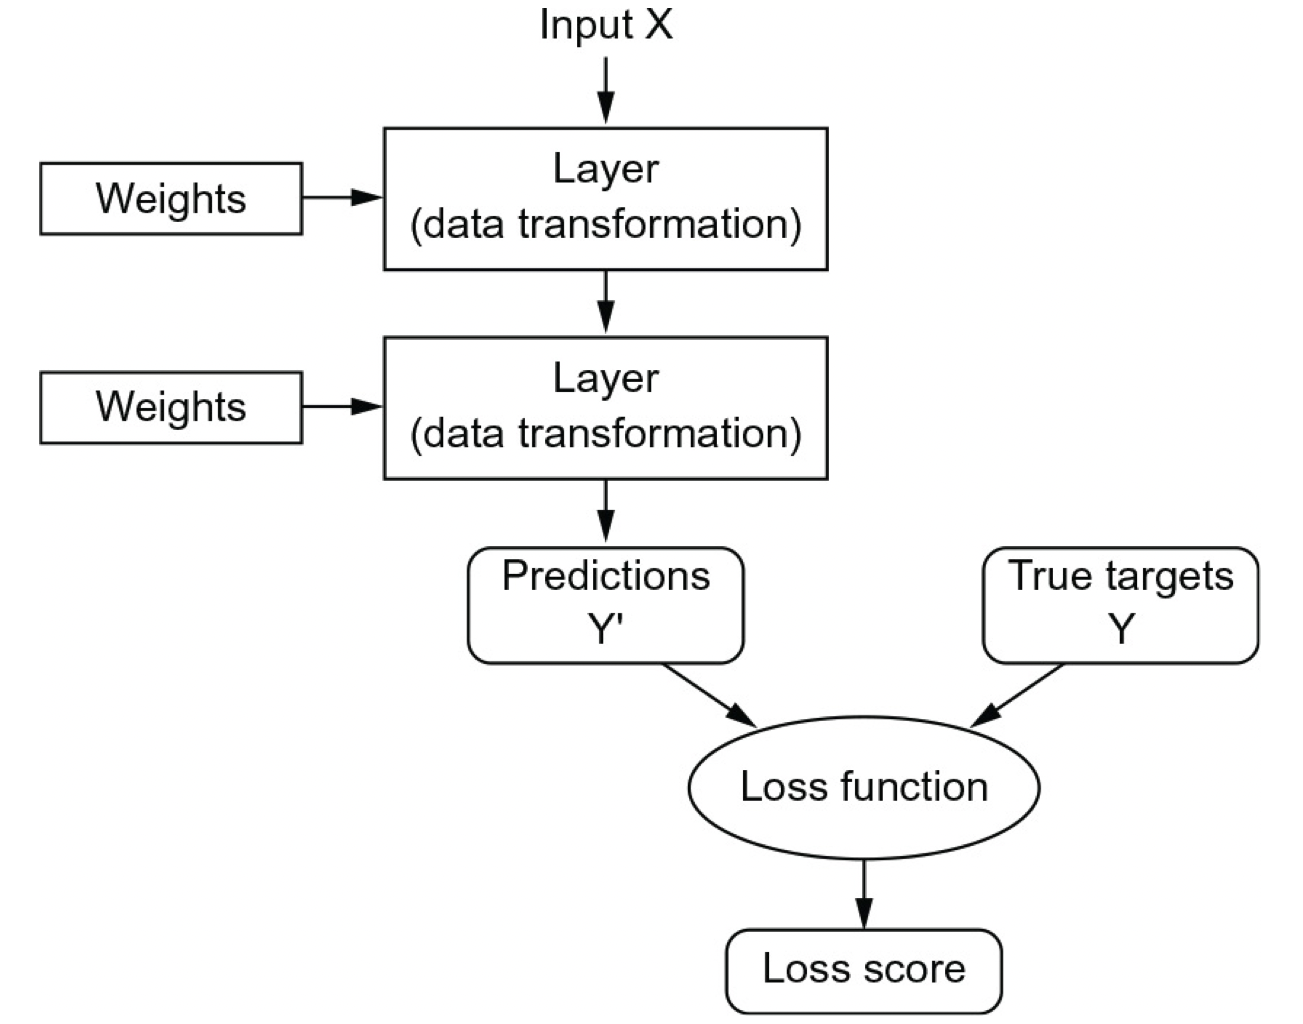 Input X
Weights
Layer
(data transformation)
Weights
Layer
(data transformation)
Predictions
Y'
True targets
Y
Loss function
Loss score